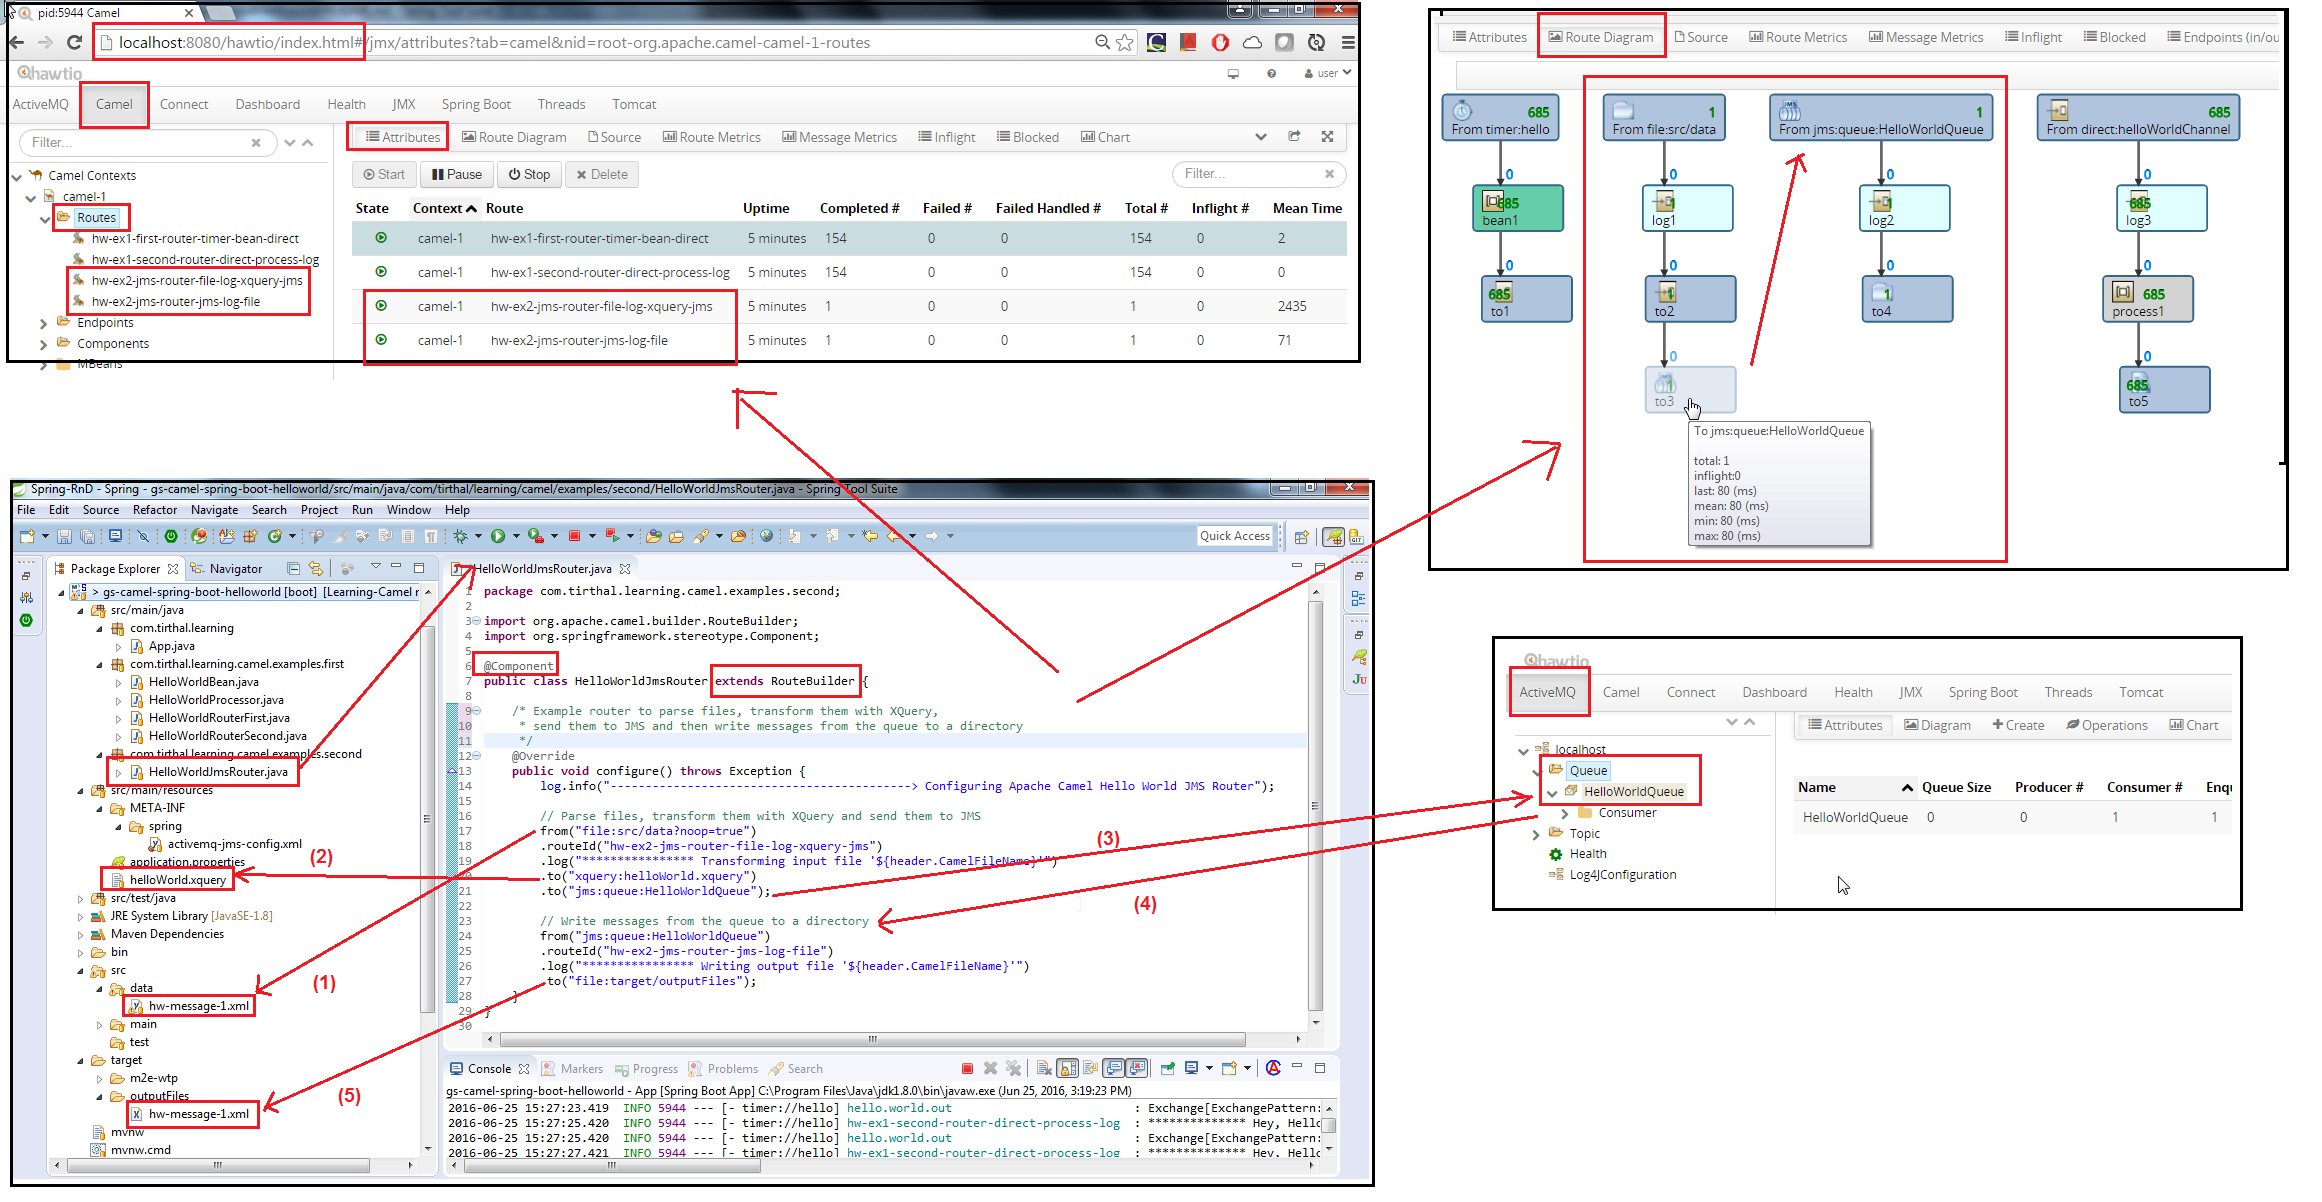 pid:5944 Camel
localhost:8080/hawtio/index.html#/jmx/attributes?tab=camel&nid=root-org.apache.camel-camel-1-routes
hawtio
user
ActiveMQ Camel Connect Dashboard Health JMX Spring Boot Threads Tomcat
Filter...
Attributes Route Diagram Source Route Metrics Message Metrics Inflight Blocked Chart
Camel Contexts
camel-1
Routes
hw-ex1-first-router-timer-bean-direct
hw-ex1-second-router-direct-process-log
hw-ex2-jms-router-file-log-xquery-jms
hw-ex2-jms-router-jms-log-file
Endpoints
Components
MBeans
Start Pause Stop Delete Filter...
State Context Route Uptime Completed # Failed # Failed Handled # Total # Inflight # Mean Time
camel-1 hw-ex1-first-router-timer-bean-direct 5 minutes 154 0 0 154 0 2
camel-1 hw-ex1-second-router-direct-process-log 5 minutes 154 0 0 154 0 0
camel-1 hw-ex2-jms-router-file-log-xquery-jms 5 minutes 1 0 0 1 0 2435
camel-1 hw-ex2-jms-router-jms-log-file 5 minutes 1 0 0 1 0 71
Attributes Route Diagram Source Route Metrics Message Metrics Inflight Blocked Endpoints (in/ou
685 1 1 685
From timer:hello From file:src/data From jms:queue:HelloWorldQueue From direct:helloWorldChannel
0 0 0 0
685 1 1 685
bean1 log1 log2 log3
0 0 0 0
685 1 1 685
to1 to2 to4 process1
0 0
1 685
to3 to5
To jms:queue:HelloWorldQueue
total: 1
inflight:0
last: 80 (ms)
mean: 80 (ms)
min: 80 (ms)
max: 80 (ms)
Spring-RnD - Spring - gs-camel-spring-boot-helloworld/src/main/java/com/tirthal/learning/camel/examples/second/HelloWorldJmsRouter.java - Spring Tool Suite
File Edit Source Refactor Navigate Search Project Run Window Help
Quick Access
Package Explorer Navigator
> gs-camel-spring-boot-helloworld [boot] [Learning-Camel r
src/main/java
com.tirthal.learning
App.java
com.tirthal.learning.camel.examples.first
HelloWorldBean.java
HelloWorldProcessor.java
HelloWorldRouterFirst.java
HelloWorldRouterSecond.java
com.tirthal.learning.camel.examples.second
HelloWorldJmsRouter.java
src/main/resources
META-INF
spring
activemq-jms-config.xml
application.properties
helloWorld.xquery
src/test/java
JRE System Library [JavaSE-1.8]
Maven Dependencies
bin
src
data
hw-message-1.xml
main
test
target
m2e-wtp
outputFiles
hw-message-1.xml
mvnw
mvnw.cmd
(2)
(1)
(5)
HelloWorldJmsRouter.java
1 package com.tirthal.learning.camel.examples.second;
2
3 import org.apache.camel.builder.RouteBuilder;
4 import org.springframework.stereotype.Component;
5
6 @Component
7 public class HelloWorldJmsRouter extends RouteBuilder {
8
9 /* Example router to parse files, transform them with XQuery,
10 * send them to JMS and then write messages from the queue to a directory
11 */
12 @Override
13 public void configure() throws Exception {
14 log.info("-------------------------------------------> Configuring Apache Camel Hello World JMS Router");
15
16 // Parse files, transform them with XQuery and send them to JMS
17 from("file:src/data?noop=true")
18 .routeId("hw-ex2-jms-router-file-log-xquery-jms")
19 .log("**************** Transforming input file '${header.CamelFileName}'")
20 .to("xquery:helloWorld.xquery")
21 .to("jms:queue:HelloWorldQueue");
22
23 // Write messages from the queue to a directory
24 from("jms:queue:HelloWorldQueue")
25 .routeId("hw-ex2-jms-router-jms-log-file")
26 .log("**************** Writing output file '${header.CamelFileName}'")
27 .to("file:target/outputFiles");
28 }
29 }
30
(3)
(4)
Console Markers Progress Problems Search
gs-camel-spring-boot-helloworld - App [Spring Boot App] C:\Program Files\Java\jdk1.8.0\bin\javaw.exe (Jun 25, 2016, 3:19:23 PM)
2016-06-25 15:27:23.419 INFO 5944 --- [- timer://hello] hello.world.out : Exchange[ExchangePattern:
2016-06-25 15:27:25.420 INFO 5944 --- [- timer://hello] hw-ex1-second-router-direct-process-log : ************** Hey, Hello
2016-06-25 15:27:25.420 INFO 5944 --- [- timer://hello] hello.world.out : Exchange[ExchangePattern:
2016-06-25 15:27:27.421 INFO 5944 --- [- timer://hello] hw-ex1-second-router-direct-process-log : ************** Hey, Hello
hawtio
ActiveMQ Camel Connect Dashboard Health JMX Spring Boot Threads Tomcat
Attributes Diagram Create Operations Chart
localhost
Queue
HelloWorldQueue
Consumer
Topic
Health
Log4JConfiguration
Name Queue Size Producer # Consumer # Enq
HelloWorldQueue 0 0 1 1